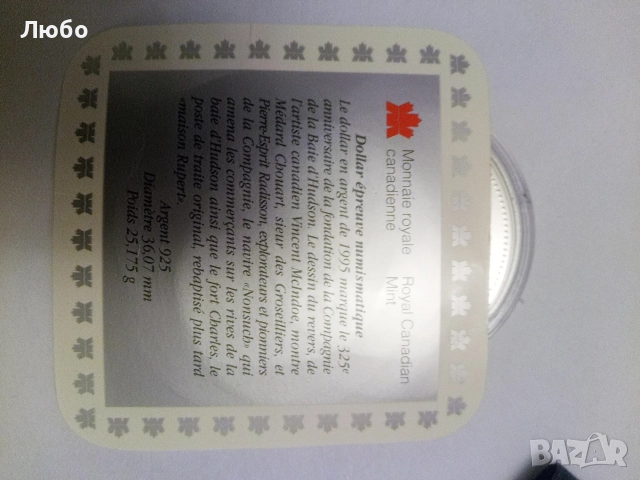 Любо
Monnaie royale
canadienne
Royal Canadian
Mint
Dollar épreuve numismatique
Le dollar en argent de 1995 marque le 325e
anniversaire de la fondation de la Compagnie
de la Baie d'Hudson. Le dessin du revers, de
l'artiste canadien Vincent McIndoe, montre
Médard Chouart, sieur des Groseilliers, et
Pierre-Esprit Radisson, explorateurs et pionniers
de la Compagnie, le navire «Nonsuch» qui
amena les commerçants sur les rives de la
baie d'Hudson ainsi que le fort Charles, le
poste de traite original, rebaptisé plus tard
«maison Rupert».
Argent 925
Diamètre 36,07 mm
Poids 25,175 g
BAZAR
bg